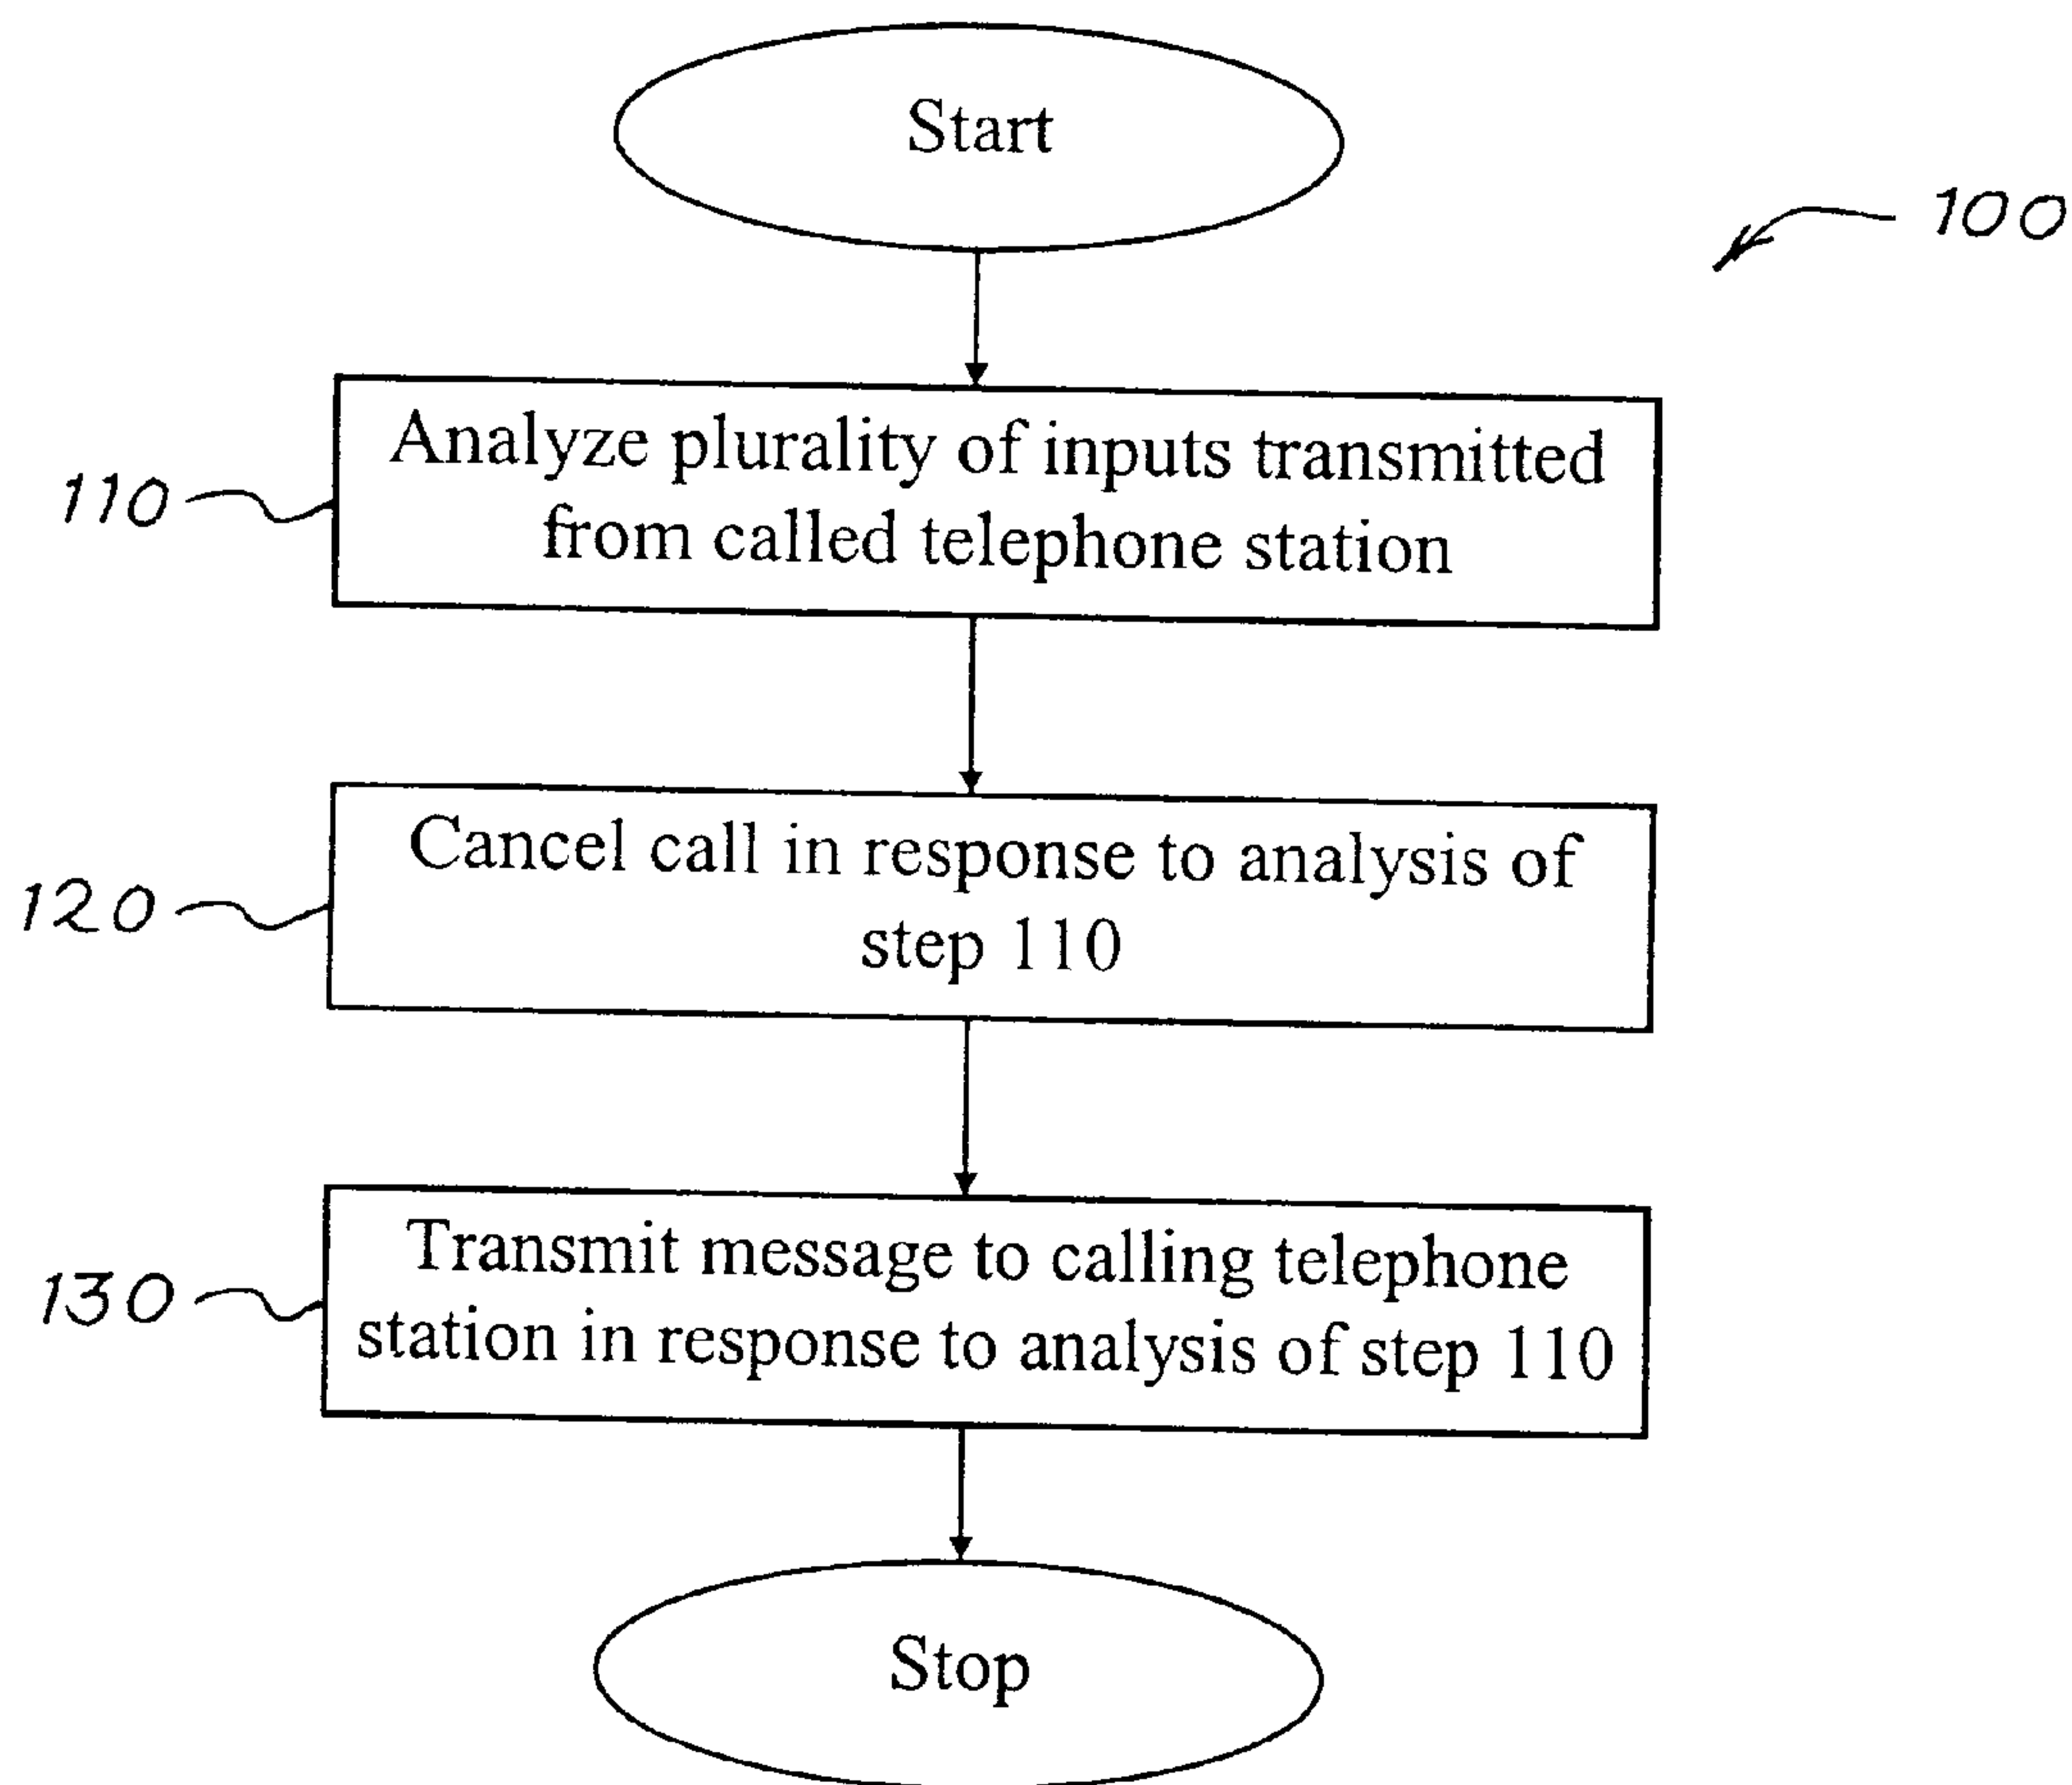 Start
100
110
Analyze plurality of inputs transmitted
from called telephone station
120
Cancel call in response to analysis of
step 110
130
Transmit message to calling telephone
station in response to analysis of step 110
Stop